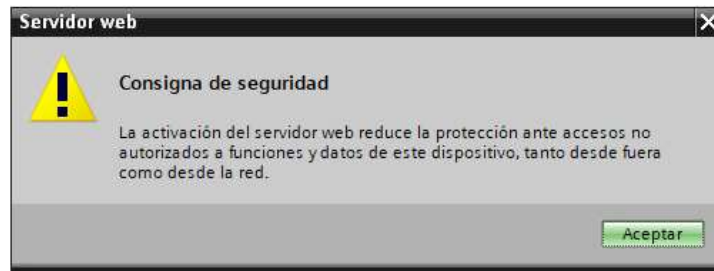 Servidor web
Consigna de seguridad
La activación del servidor web reduce la protección ante accesos no
autorizados a funciones y datos de este dispositivo, tanto desde fuera
como desde la red.
Aceptar